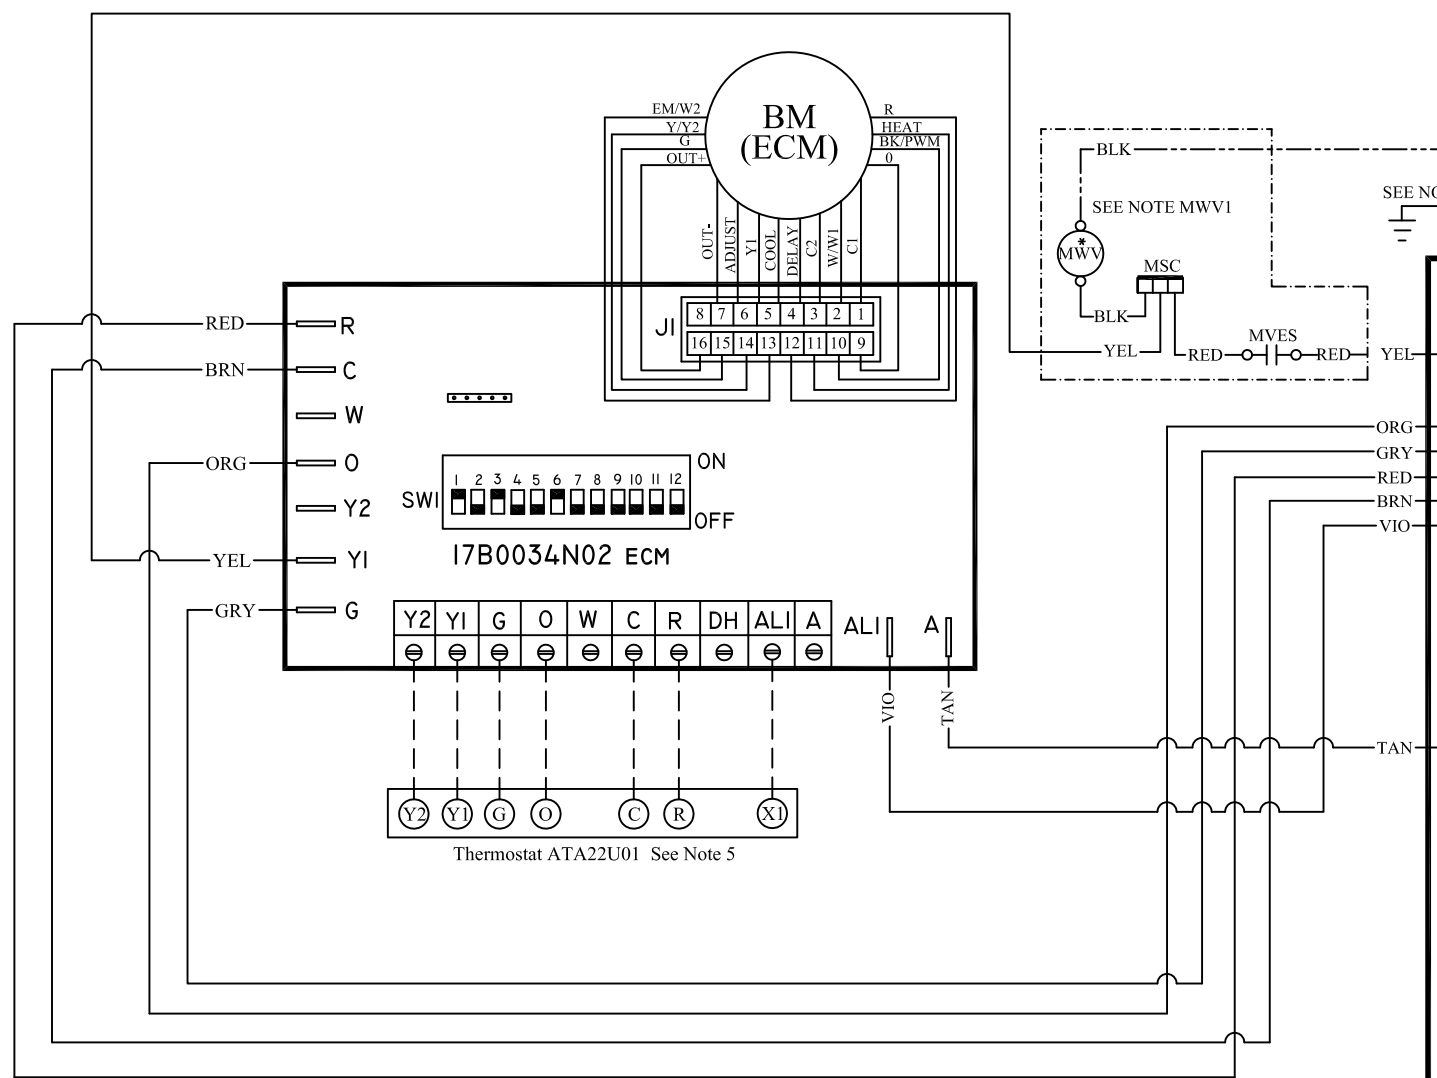 BM
(ECM)
EM/W2
Y/Y2
G
OUT+
R
HEAT
BK/PWM
0
OUT-
ADJUST
Y1
COOL
DELAY
C2
W/W1
C1
J1
8 7 6 5 4 3 2 1
16 15 14 13 12 11 10 9
BLK
SEE NOTE MWV1
*
MWV
MSC
BLK
YEL
RED
MVES
RED
YEL
ORG
GRY
RED
BRN
VIO
TAN
RED R
BRN C
W
ORG O
Y2
YEL Y1
GRY G
1 2 3 4 5 6 7 8 9 10 11 12
SW1
ON
OFF
17B0034N02 ECM
Y2 Y1 G O W C R DH AL1 A
AL1 A
VIO
TAN
Y2 Y1 G O C R X1
Thermostat ATA22U01 See Note 5